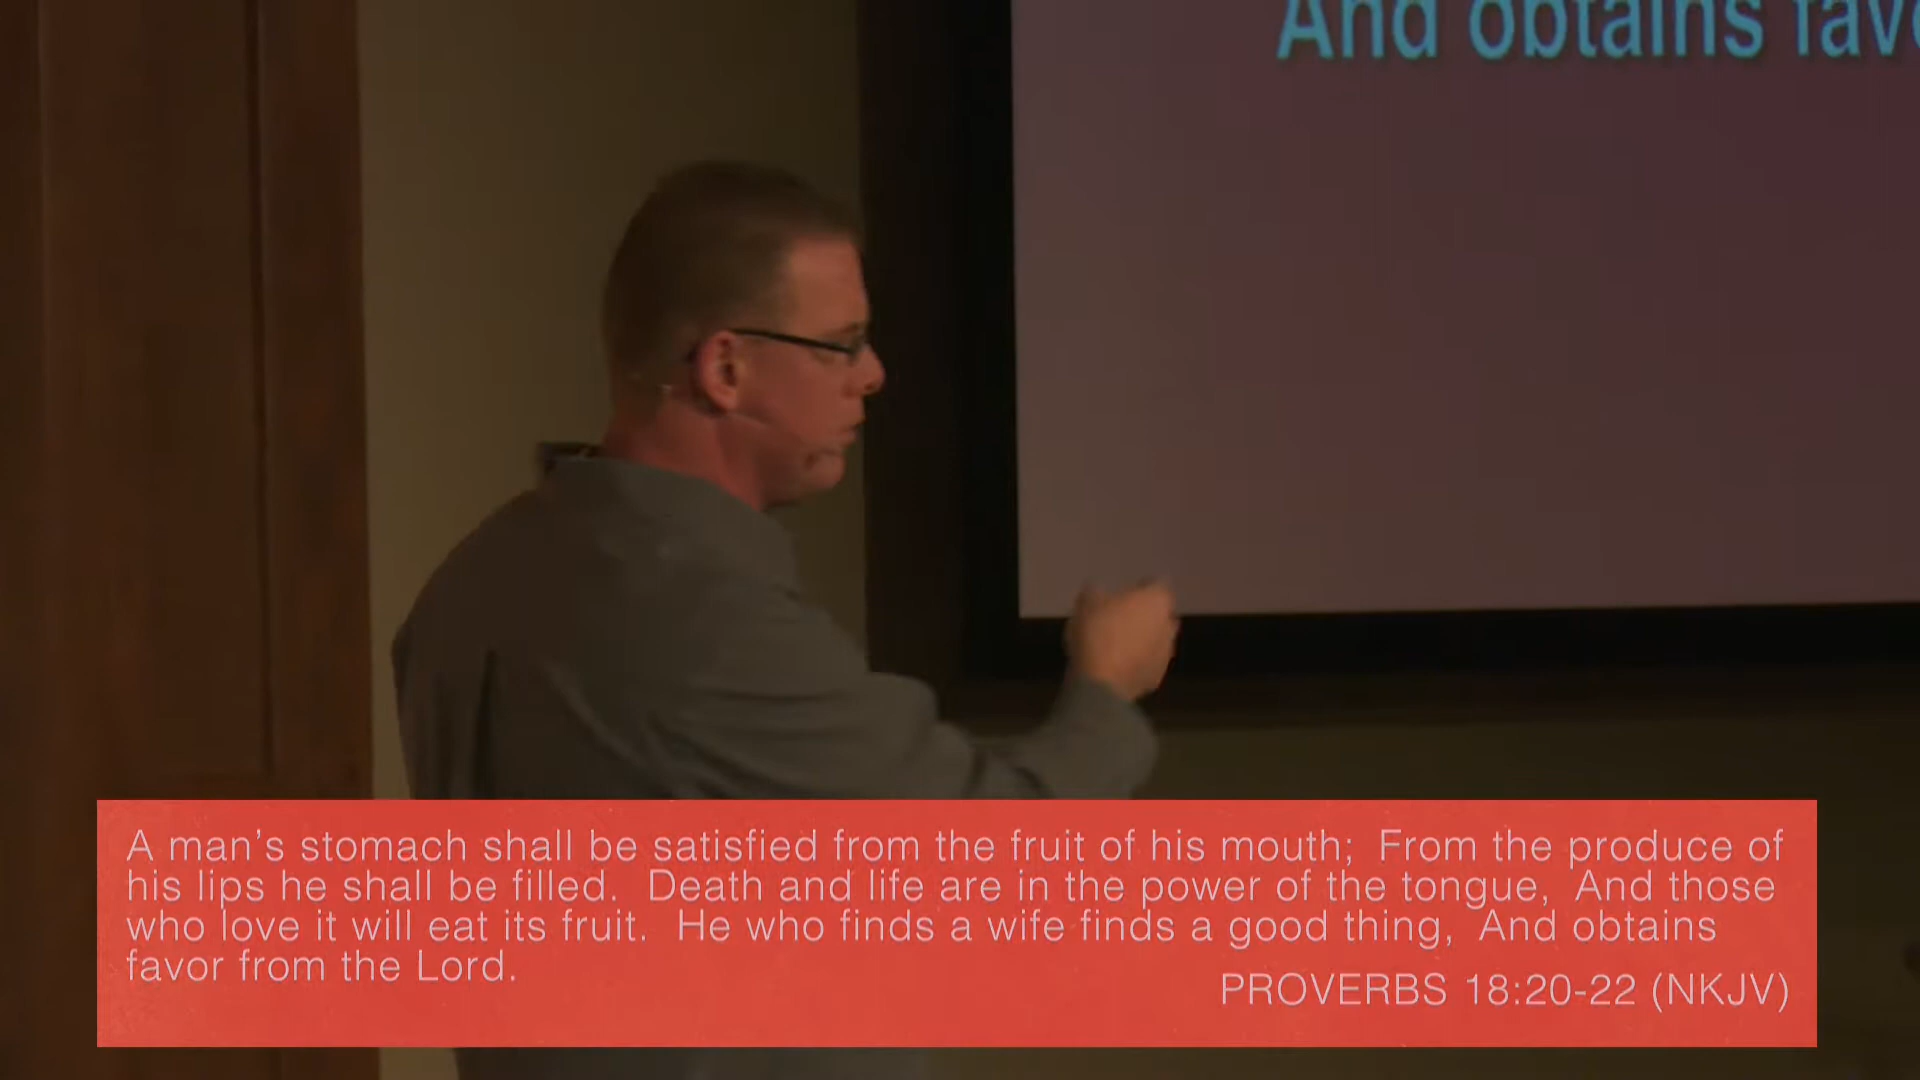 And obtains
A man’s stomach shall be satisfied from the fruit of his mouth;  From the produce of
his lips he shall be filled.  Death and life are in the power of the tongue,  And those
who love it will eat its fruit.  He who finds a wife finds a good thing,  And obtains
favor from the Lord.
PROVERBS 18:20-22 (NKJV)